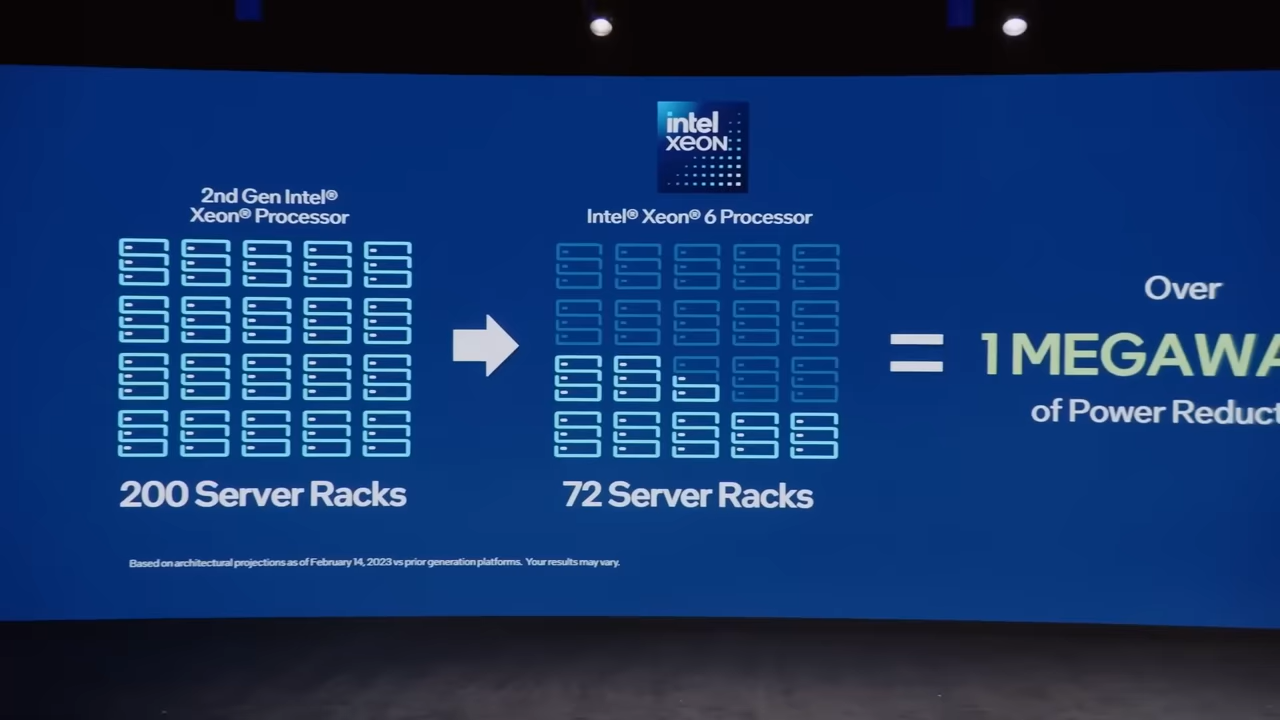 intel
xeon
2nd Gen Intel®
Xeon® Processor
Intel® Xeon® 6 Processor
Over
1 MEGAWA
of Power Reduct
200 Server Racks
72 Server Racks
Based on architectural projections as of February 14, 2023 vs prior generation platforms. Your results may vary.